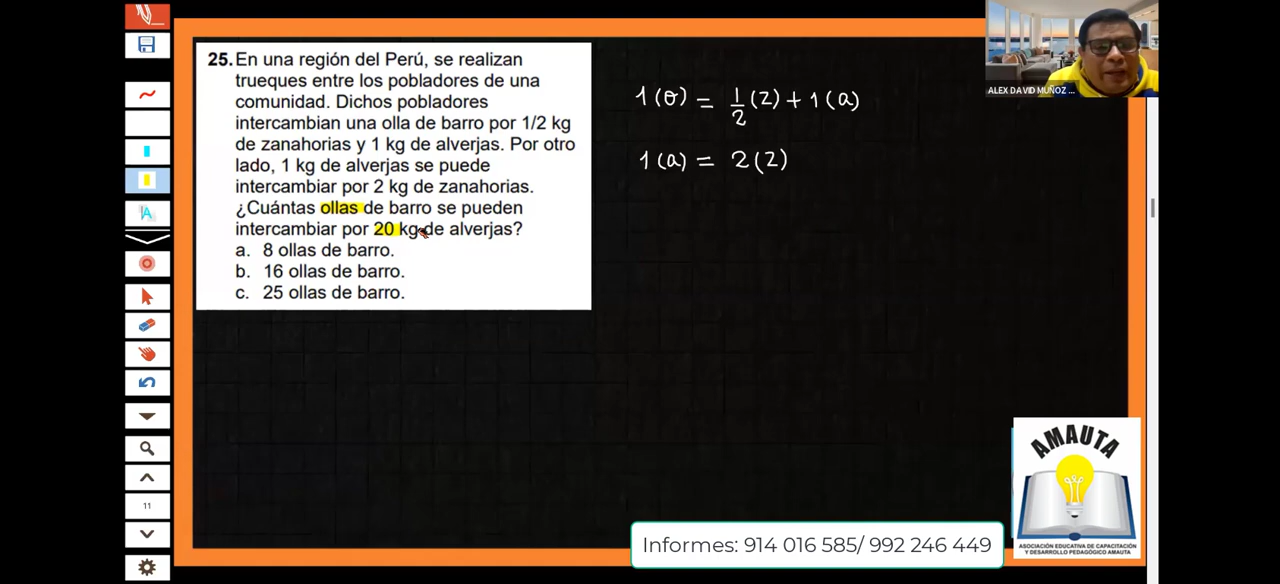 25. En una región del Perú, se realizan
trueques entre los pobladores de una
comunidad. Dichos pobladores
intercambian una olla de barro por 1/2 kg
de zanahorias y 1 kg de alverjas. Por otro
lado, 1 kg de alverjas se puede
intercambiar por 2 kg de zanahorias.
¿Cuántas ollas de barro se pueden
intercambiar por 20 kg de alverjas?
a. 8 ollas de barro.
b. 16 ollas de barro.
c. 25 ollas de barro.
1(o) = 1/2 (z) + 1(a)
1(a) = 2(z)
ALEX DAVID MUÑOZ ...
11
AMAUTA
ASOCIACIÓN EDUCATIVA DE CAPACITACIÓN
Y DESARROLLO PEDAGÓGICO AMAUTA
Informes: 914 016 585/ 992 246 449